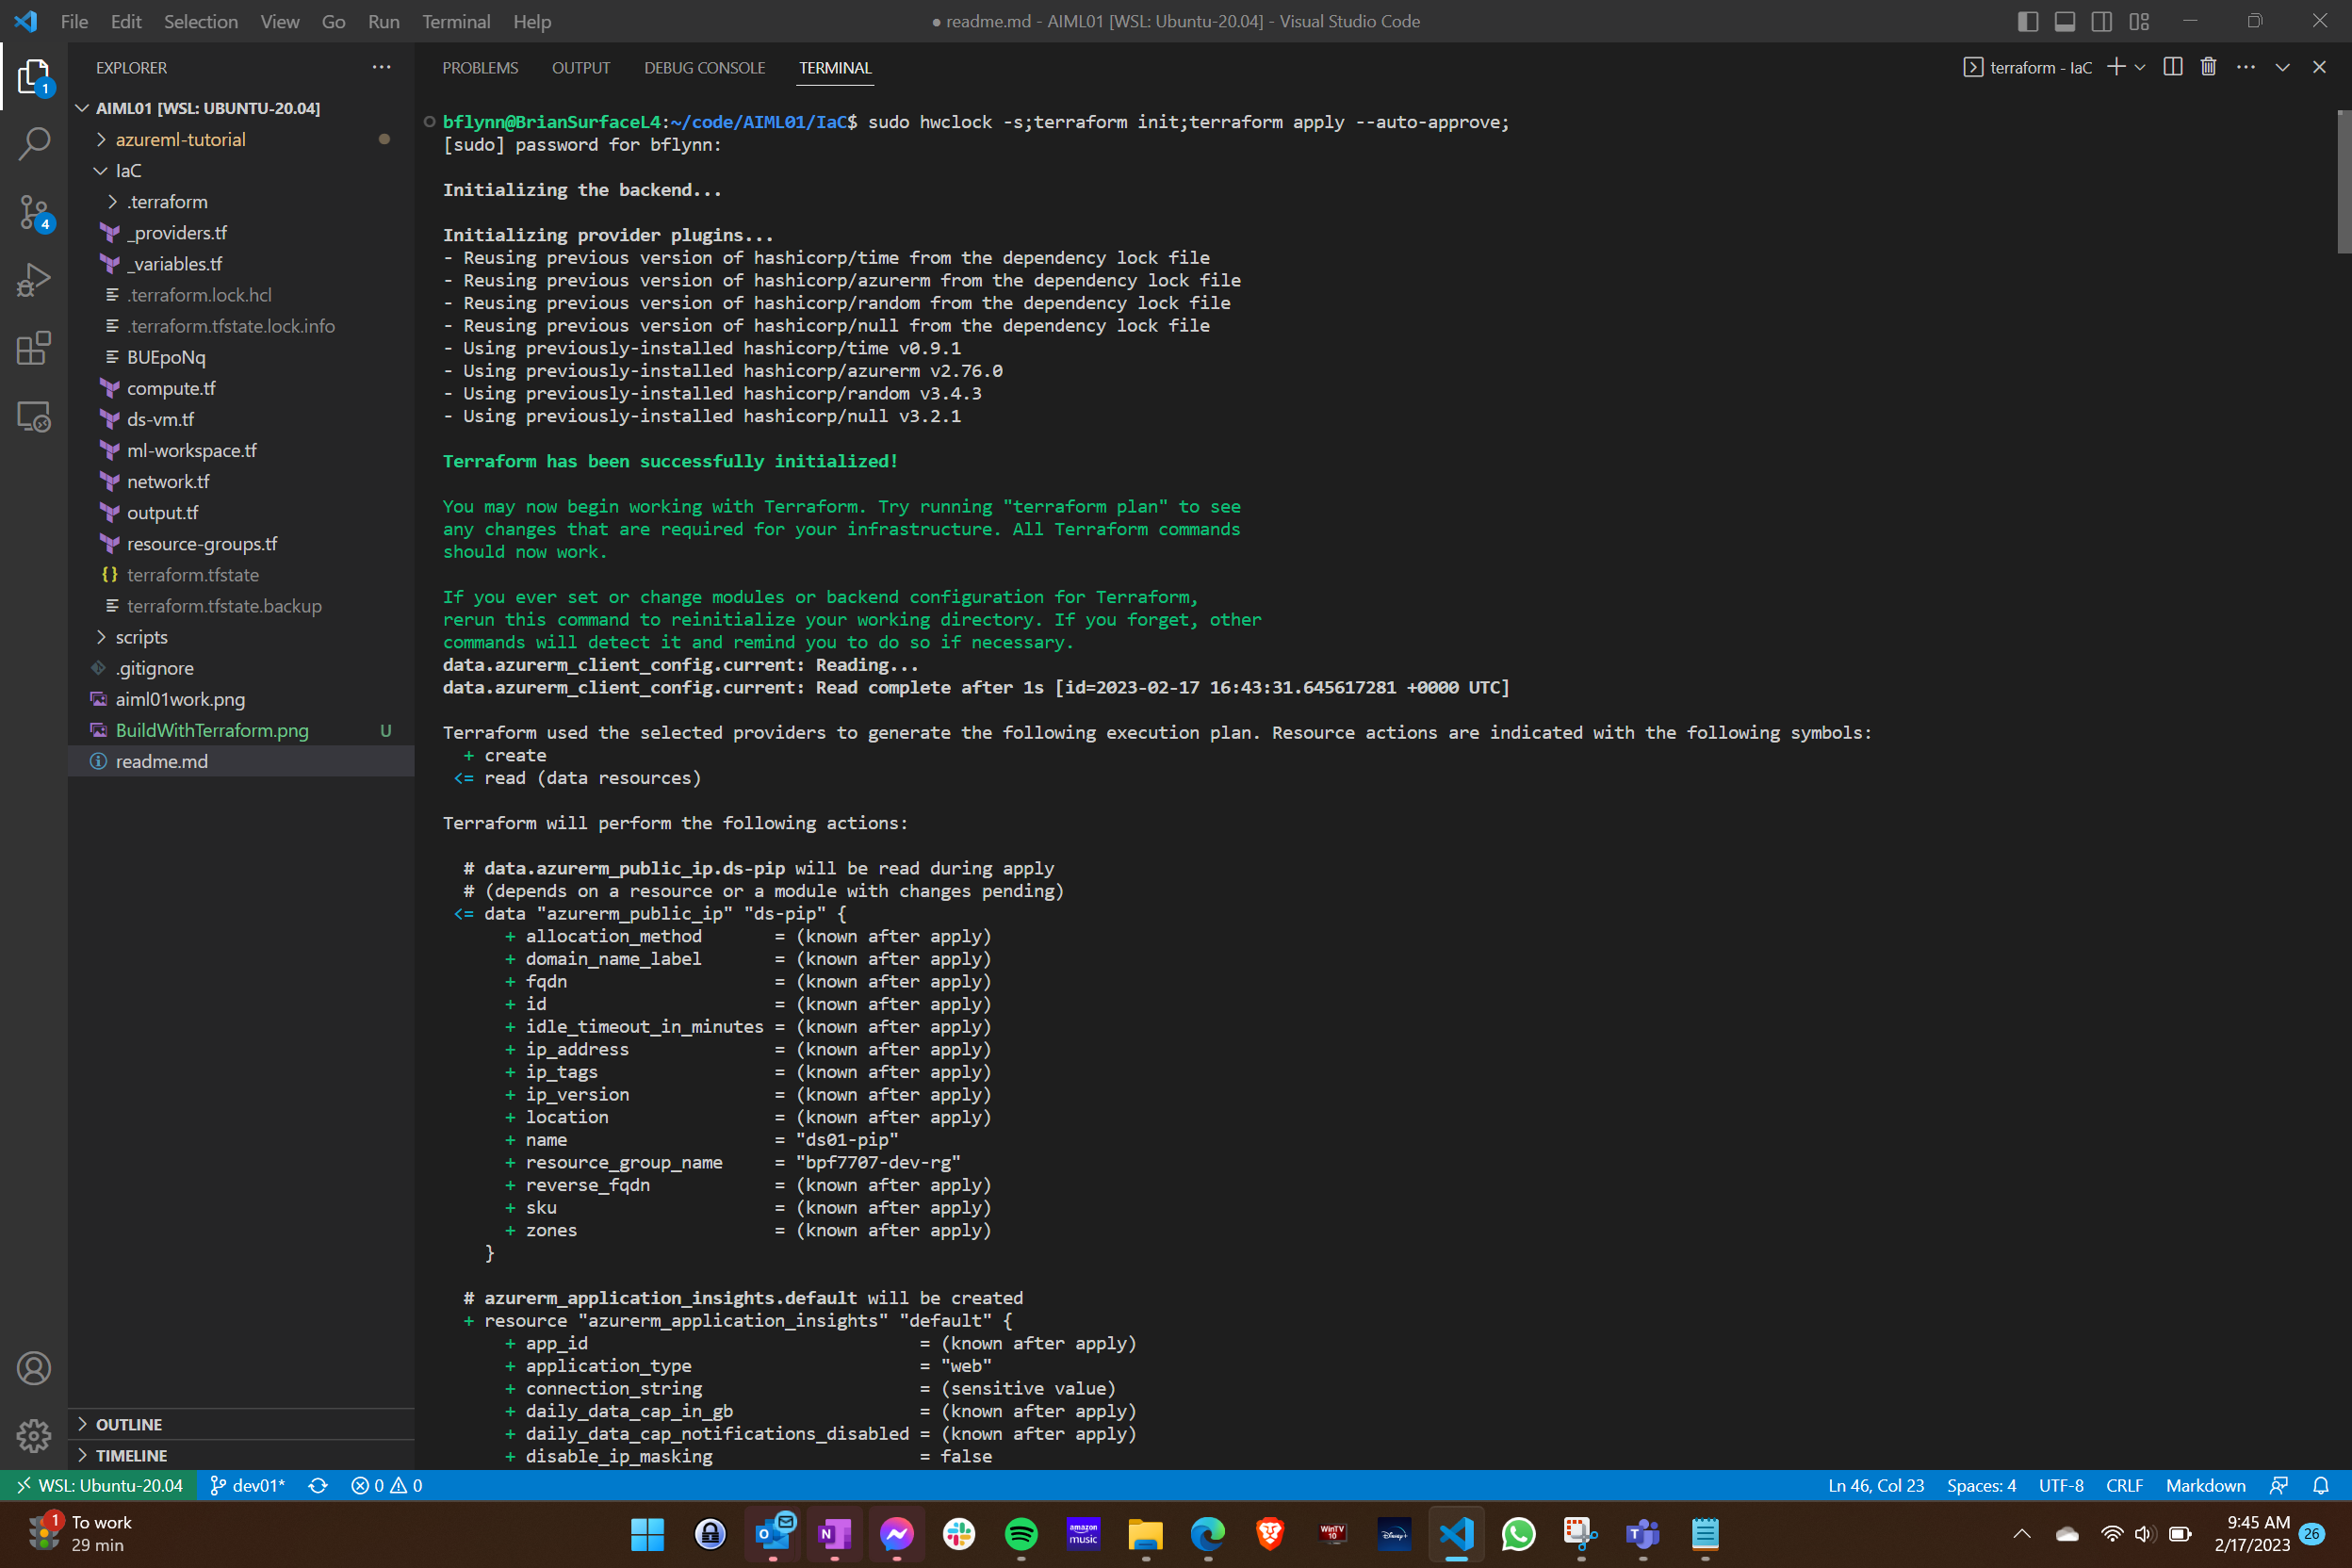 File Edit Selection View Go Run Terminal Help
● readme.md - AIML01 [WSL: Ubuntu-20.04] - Visual Studio Code
EXPLORER
AIML01 [WSL: UBUNTU-20.04]
azureml-tutorial
IaC
.terraform
_providers.tf
_variables.tf
.terraform.lock.hcl
.terraform.tfstate.lock.info
BUEpoNq
compute.tf
ds-vm.tf
ml-workspace.tf
network.tf
output.tf
resource-groups.tf
terraform.tfstate
terraform.tfstate.backup
scripts
.gitignore
aiml01work.png
BuildWithTerraform.png U
readme.md
OUTLINE
TIMELINE
1
4
PROBLEMS OUTPUT DEBUG CONSOLE TERMINAL
terraform - IaC
bflynn@BrianSurfaceL4:~/code/AIML01/IaC$ sudo hwclock -s;terraform init;terraform apply --auto-approve;
[sudo] password for bflynn:
Initializing the backend...
Initializing provider plugins...
- Reusing previous version of hashicorp/time from the dependency lock file
- Reusing previous version of hashicorp/azurerm from the dependency lock file
- Reusing previous version of hashicorp/random from the dependency lock file
- Reusing previous version of hashicorp/null from the dependency lock file
- Using previously-installed hashicorp/time v0.9.1
- Using previously-installed hashicorp/azurerm v2.76.0
- Using previously-installed hashicorp/random v3.4.3
- Using previously-installed hashicorp/null v3.2.1
Terraform has been successfully initialized!
You may now begin working with Terraform. Try running "terraform plan" to see
any changes that are required for your infrastructure. All Terraform commands
should now work.
If you ever set or change modules or backend configuration for Terraform,
rerun this command to reinitialize your working directory. If you forget, other
commands will detect it and remind you to do so if necessary.
data.azurerm_client_config.current: Reading...
data.azurerm_client_config.current: Read complete after 1s [id=2023-02-17 16:43:31.645617281 +0000 UTC]
Terraform used the selected providers to generate the following execution plan. Resource actions are indicated with the following symbols:
+ create
<= read (data resources)
Terraform will perform the following actions:
# data.azurerm_public_ip.ds-pip will be read during apply
# (depends on a resource or a module with changes pending)
<= data "azurerm_public_ip" "ds-pip" {
+ allocation_method = (known after apply)
+ domain_name_label = (known after apply)
+ fqdn = (known after apply)
+ id = (known after apply)
+ idle_timeout_in_minutes = (known after apply)
+ ip_address = (known after apply)
+ ip_tags = (known after apply)
+ ip_version = (known after apply)
+ location = (known after apply)
+ name = "ds01-pip"
+ resource_group_name = "bpf7707-dev-rg"
+ reverse_fqdn = (known after apply)
+ sku = (known after apply)
+ zones = (known after apply)
}
# azurerm_application_insights.default will be created
+ resource "azurerm_application_insights" "default" {
+ app_id = (known after apply)
+ application_type = "web"
+ connection_string = (sensitive value)
+ daily_data_cap_in_gb = (known after apply)
+ daily_data_cap_notifications_disabled = (known after apply)
+ disable_ip_masking = false
WSL: Ubuntu-20.04 dev01* 0 0 Ln 46, Col 23 Spaces: 4 UTF-8 CRLF Markdown
1 To work
29 min
amazon music
WinTV 10
Disney+
9:45 AM
2/17/2023
26